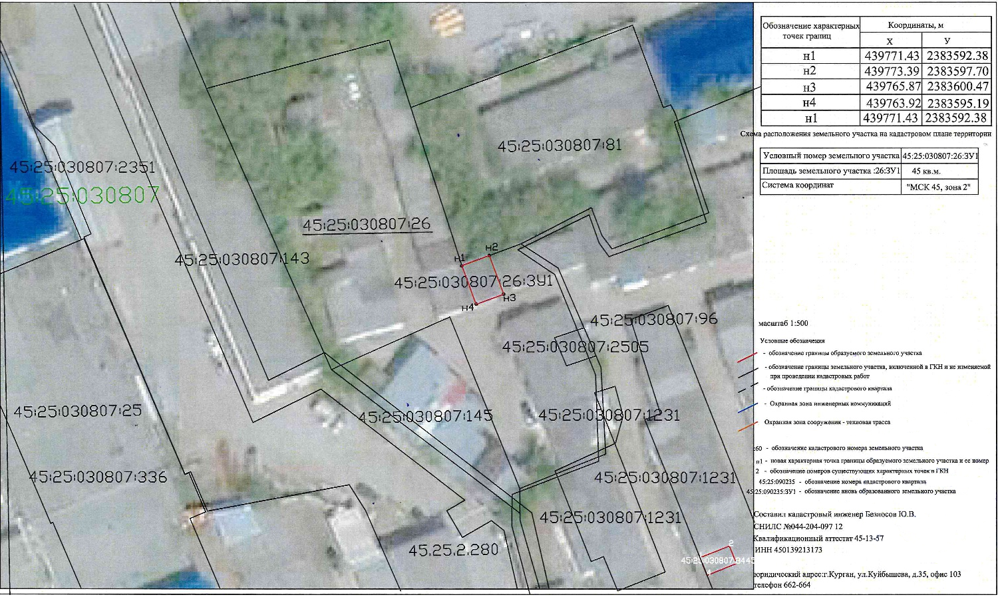 Обозначение характерных точек границ
Координаты, м
X У
н1 439771.43 2383592.38
н2 439773.39 2383597.70
н3 439765.87 2383600.47
н4 439763.92 2383595.19
н1 439771.43 2383592.38
Схема расположения земельного участка на кадастровом плане территории
Условный номер земельного участка 45:25:030807:26:ЗУ1
Площадь земельного участка :26:ЗУ1 45 кв.м.
Система координат "МСК 45, зона 2"
45:25:030807:81
45:25:030807:2351
45:25:030807
45:25:030807:26
45:25:030807:143
н1
н2
45:25:030807:26:ЗУ1
н3
н4
45:25:030807:96
45:25:030807:2505
45:25:030807:25
45:25:030807:145
45:25:030807:1231
45:25:030807:336
45:25:030807:1231
45:25:030807:1231
45.25.2.280
2
4
масштаб 1:500
Условные обозначения
- обозначение границы образуемого земельного участка
- обозначение границы земельного участка, включенной в ГКН и не изменяемой
при проведении кадастровых работ
- обозначение границы кадастрового квартала
- Охранная зона инженерных коммуникаций
Охранная зона сооружения - тепловая трасса
:60 - обозначение кадастрового номера земельного участка
н1 - новая характерная точка границы образуемого земельного участка и ее номер
2 - обозначение номеров существующих характерных точек в ГКН
45:25:090235 - обозначение номера кадастрового квартала
45:25:090235:ЗУ1 - обозначение вновь образованного земельного участка
Составил кадастровый инженер Безносов Ю.В.
СНИЛС №044-204-097 12
Квалификационный аттестат 45-13-57
ИНН 450139213173
юридический адрес:г.Курган, ул.Куйбышева, д.35, офис 103
телефон 662-664